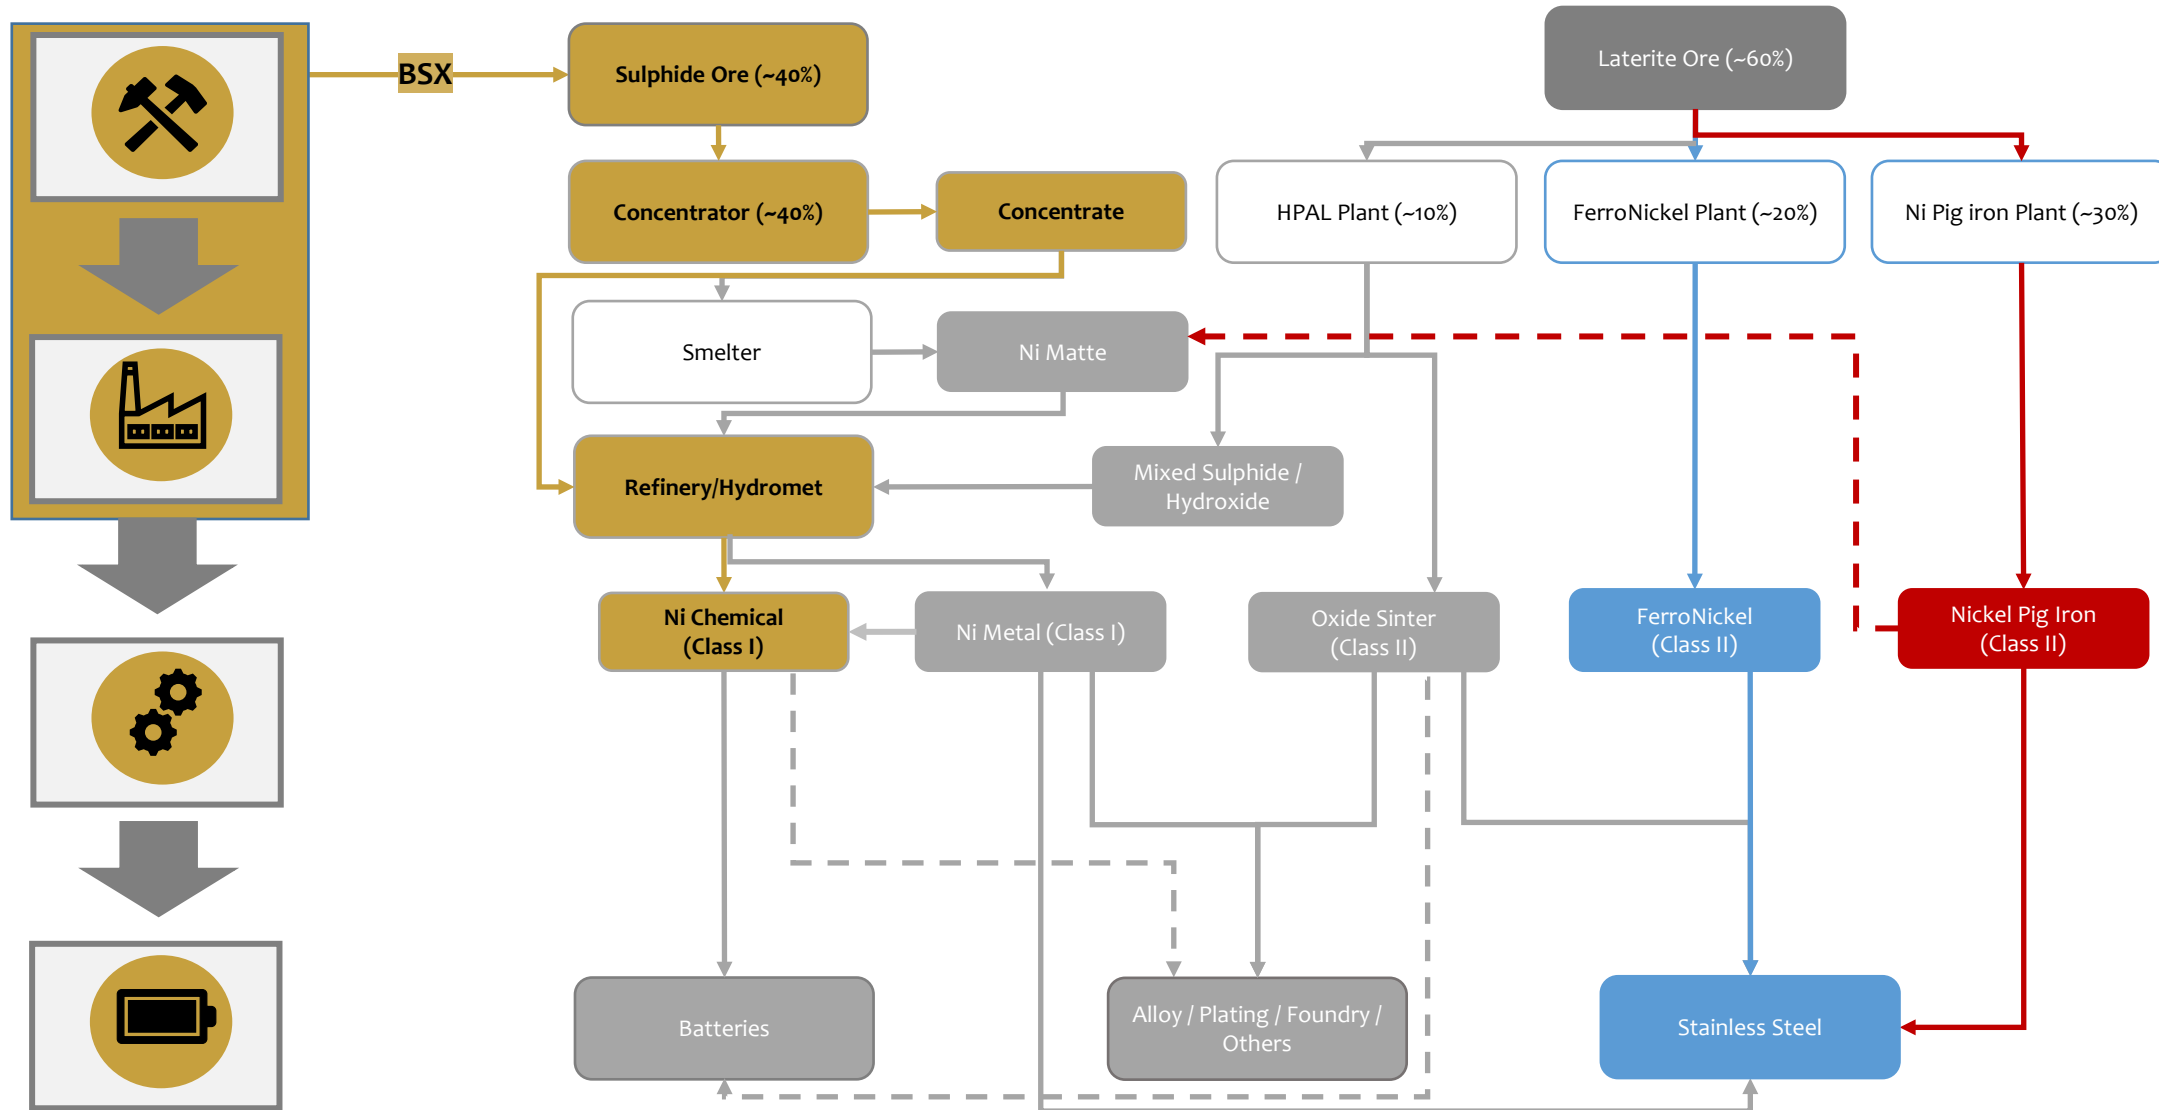 BSX
Sulphide Ore (~40%)
Laterite Ore (~60%)
Concentrator (~40%)
Concentrate
HPAL Plant (~10%)
FerroNickel Plant (~20%)
Ni Pig iron Plant (~30%)
Smelter
Ni Matte
Refinery/Hydromet
Mixed Sulphide /
Hydroxide
Ni Chemical
(Class I)
Ni Metal (Class I)
Oxide Sinter
(Class II)
FerroNickel
(Class II)
Nickel Pig Iron
(Class II)
Batteries
Alloy / Plating / Foundry /
Others
Stainless Steel